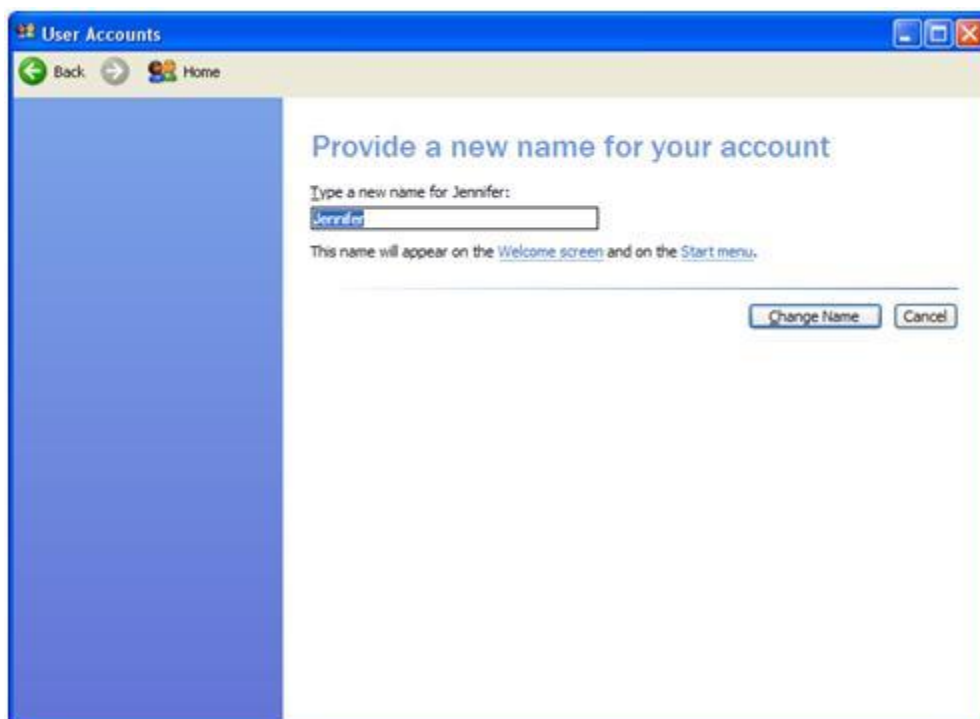 User Accounts
Back Home
Provide a new name for your account
Type a new name for Jennifer:
Jennifer
This name will appear on the Welcome screen and on the Start menu.
Change Name Cancel